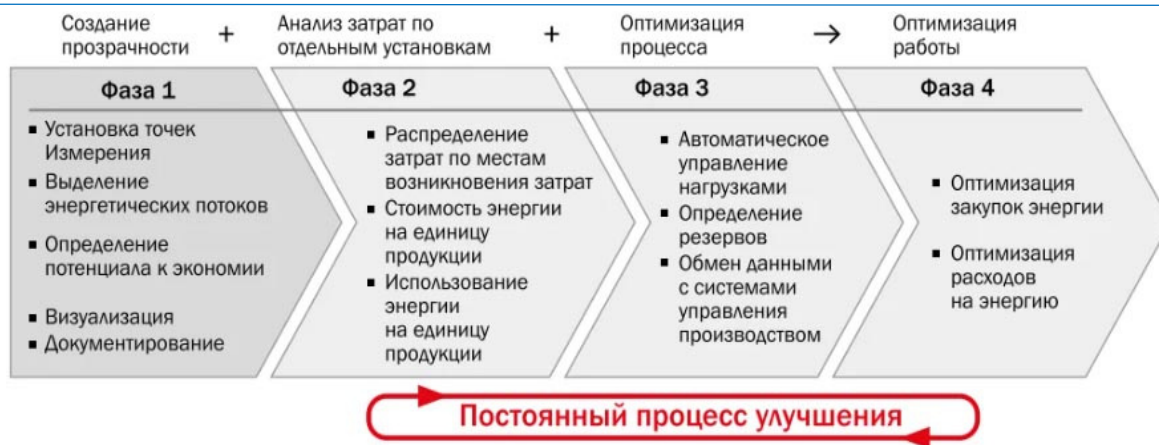 Создание
прозрачности
+
Анализ затрат по
отдельным установкам
+
Оптимизация
процесса
→
Оптимизация
работы
Фаза 1
▪ Установка точек
Измерения
▪ Выделение
энергетических потоков
▪ Определение
потенциала к экономии
▪ Визуализация
▪ Документирование
Фаза 2
▪ Распределение
затрат по местам
возникновения затрат
▪ Стоимость энергии
на единицу
продукции
▪ Использование
энергии
на единицу
продукции
Фаза 3
▪ Автоматическое
управление
нагрузками
▪ Определение
резервов
▪ Обмен данными
с системами
управления
производством
Фаза 4
▪ Оптимизация
закупок энергии
▪ Оптимизация
расходов
на энергию
Постоянный процесс улучшения